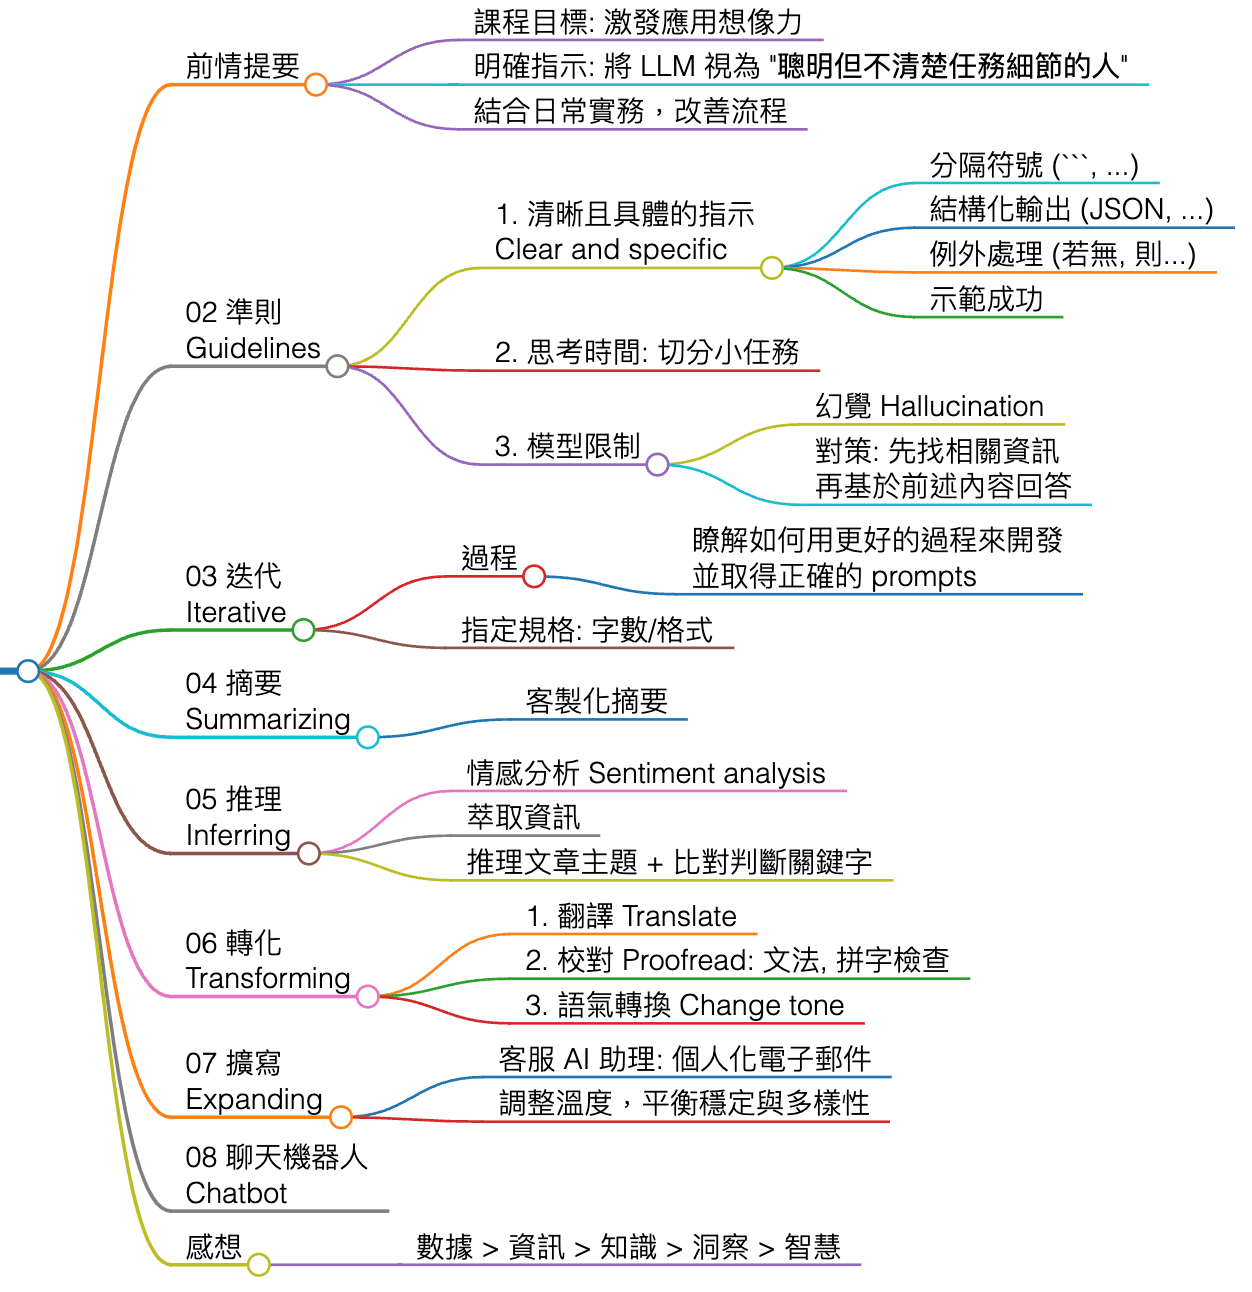 前情提要
課程目標: 激發應用想像力
明確指示: 將 LLM 視為 "聰明但不清楚任務細節的人"
結合日常實務，改善流程
02 準則
Guidelines
1. 清晰且具體的指示
Clear and specific
分隔符號 (```, ...)
結構化輸出 (JSON, ...)
例外處理 (若無, 則...)
示範成功
2. 思考時間: 切分小任務
3. 模型限制
幻覺 Hallucination
對策: 先找相關資訊
再基於前述內容回答
03 迭代
Iterative
過程
瞭解如何用更好的過程來開發
並取得正確的 prompts
指定規格: 字數/格式
04 摘要
Summarizing
客製化摘要
05 推理
Inferring
情感分析 Sentiment analysis
萃取資訊
推理文章主題 + 比對判斷關鍵字
06 轉化
Transforming
1. 翻譯 Translate
2. 校對 Proofread: 文法, 拼字檢查
3. 語氣轉換 Change tone
07 擴寫
Expanding
客服 AI 助理: 個人化電子郵件
調整溫度，平衡穩定與多樣性
08 聊天機器人
Chatbot
感想
數據 > 資訊 > 知識 > 洞察 > 智慧